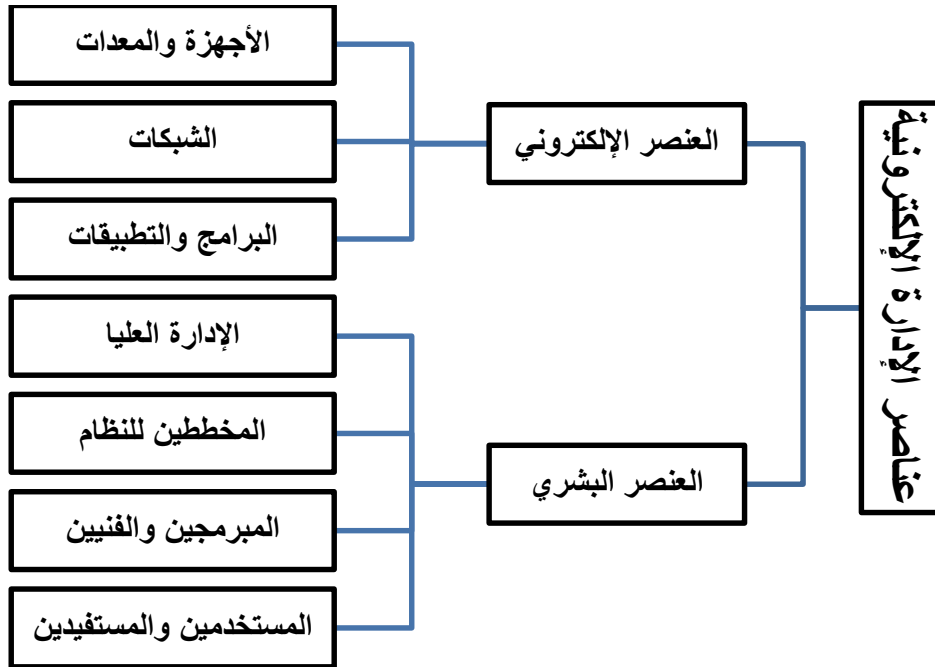 عناصر الإدارة الإلكترونية
العنصر الإلكتروني
الأجهزة والمعدات
الشبكات
البرامج والتطبيقات
العنصر البشري
الإدارة العليا
المخططين للنظام
المبرمجين والفنيين
المستخدمين والمستفيدين